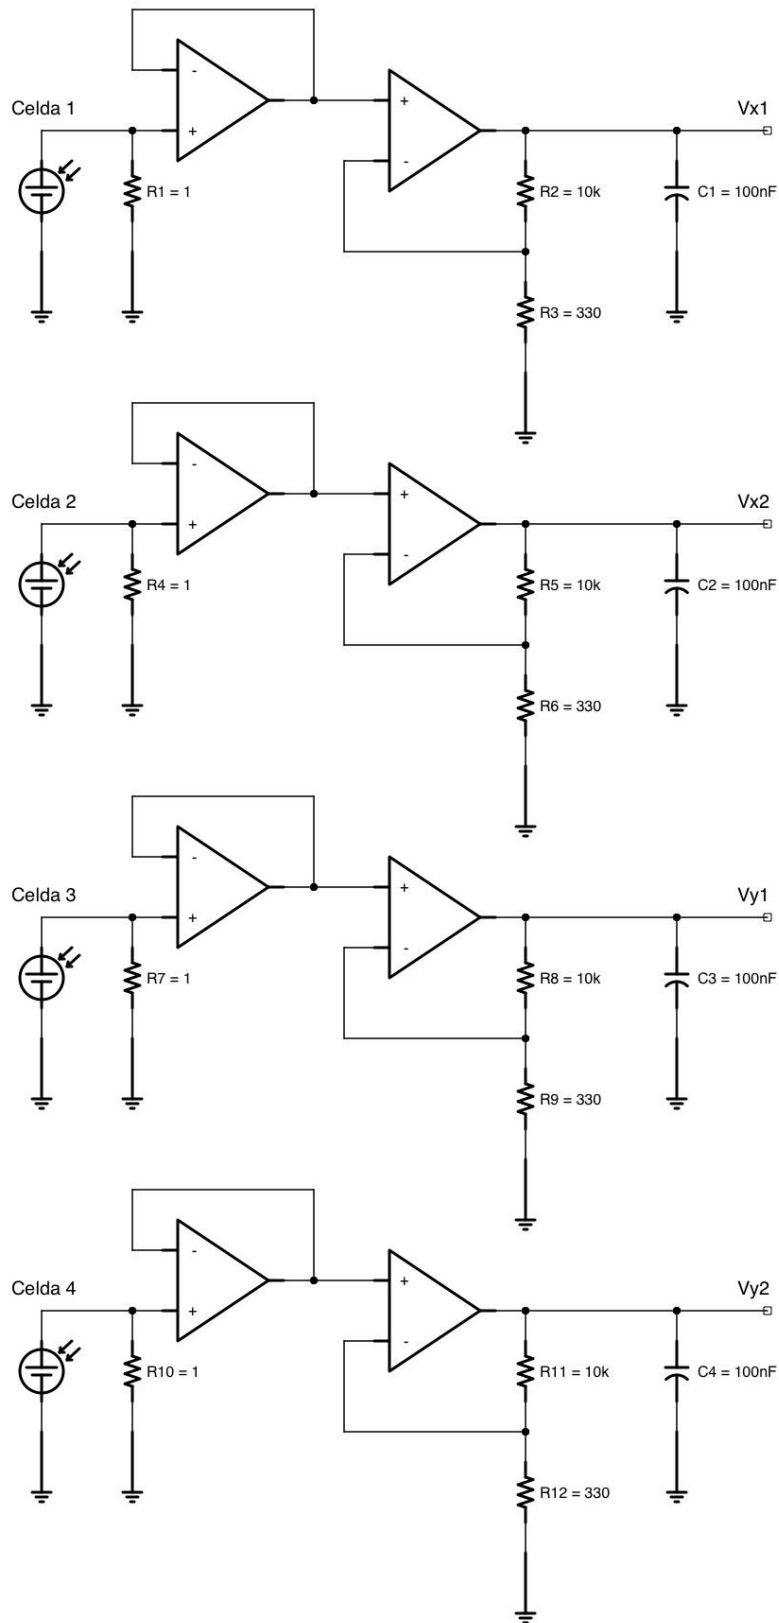 -
Celda 1
+
Vx1
+
-
R1 = 1
R2 = 10k
C1 = 100nF
R3 = 330
-
Celda 2
+
Vx2
+
-
R4 = 1
R5 = 10k
C2 = 100nF
R6 = 330
-
Celda 3
+
Vy1
+
-
R7 = 1
R8 = 10k
C3 = 100nF
R9 = 330
-
Celda 4
+
Vy2
+
-
R10 = 1
R11 = 10k
C4 = 100nF
R12 = 330